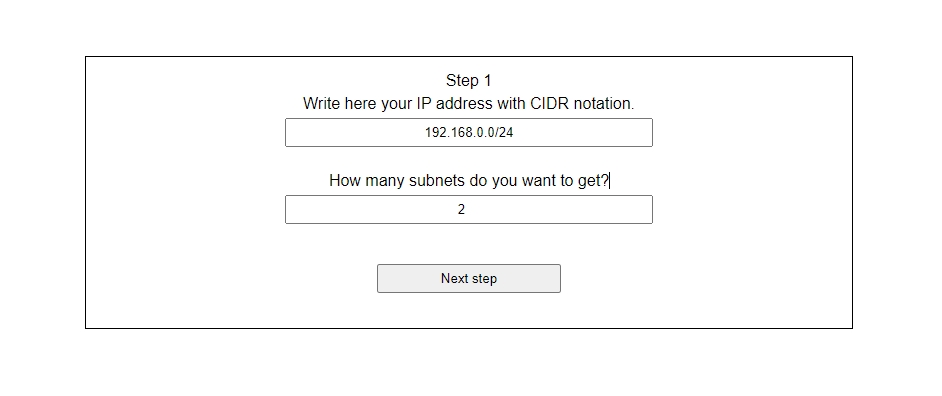 Step 1
Write here your IP address with CIDR notation.
192.168.0.0/24
How many subnets do you want to get?
2
Next step